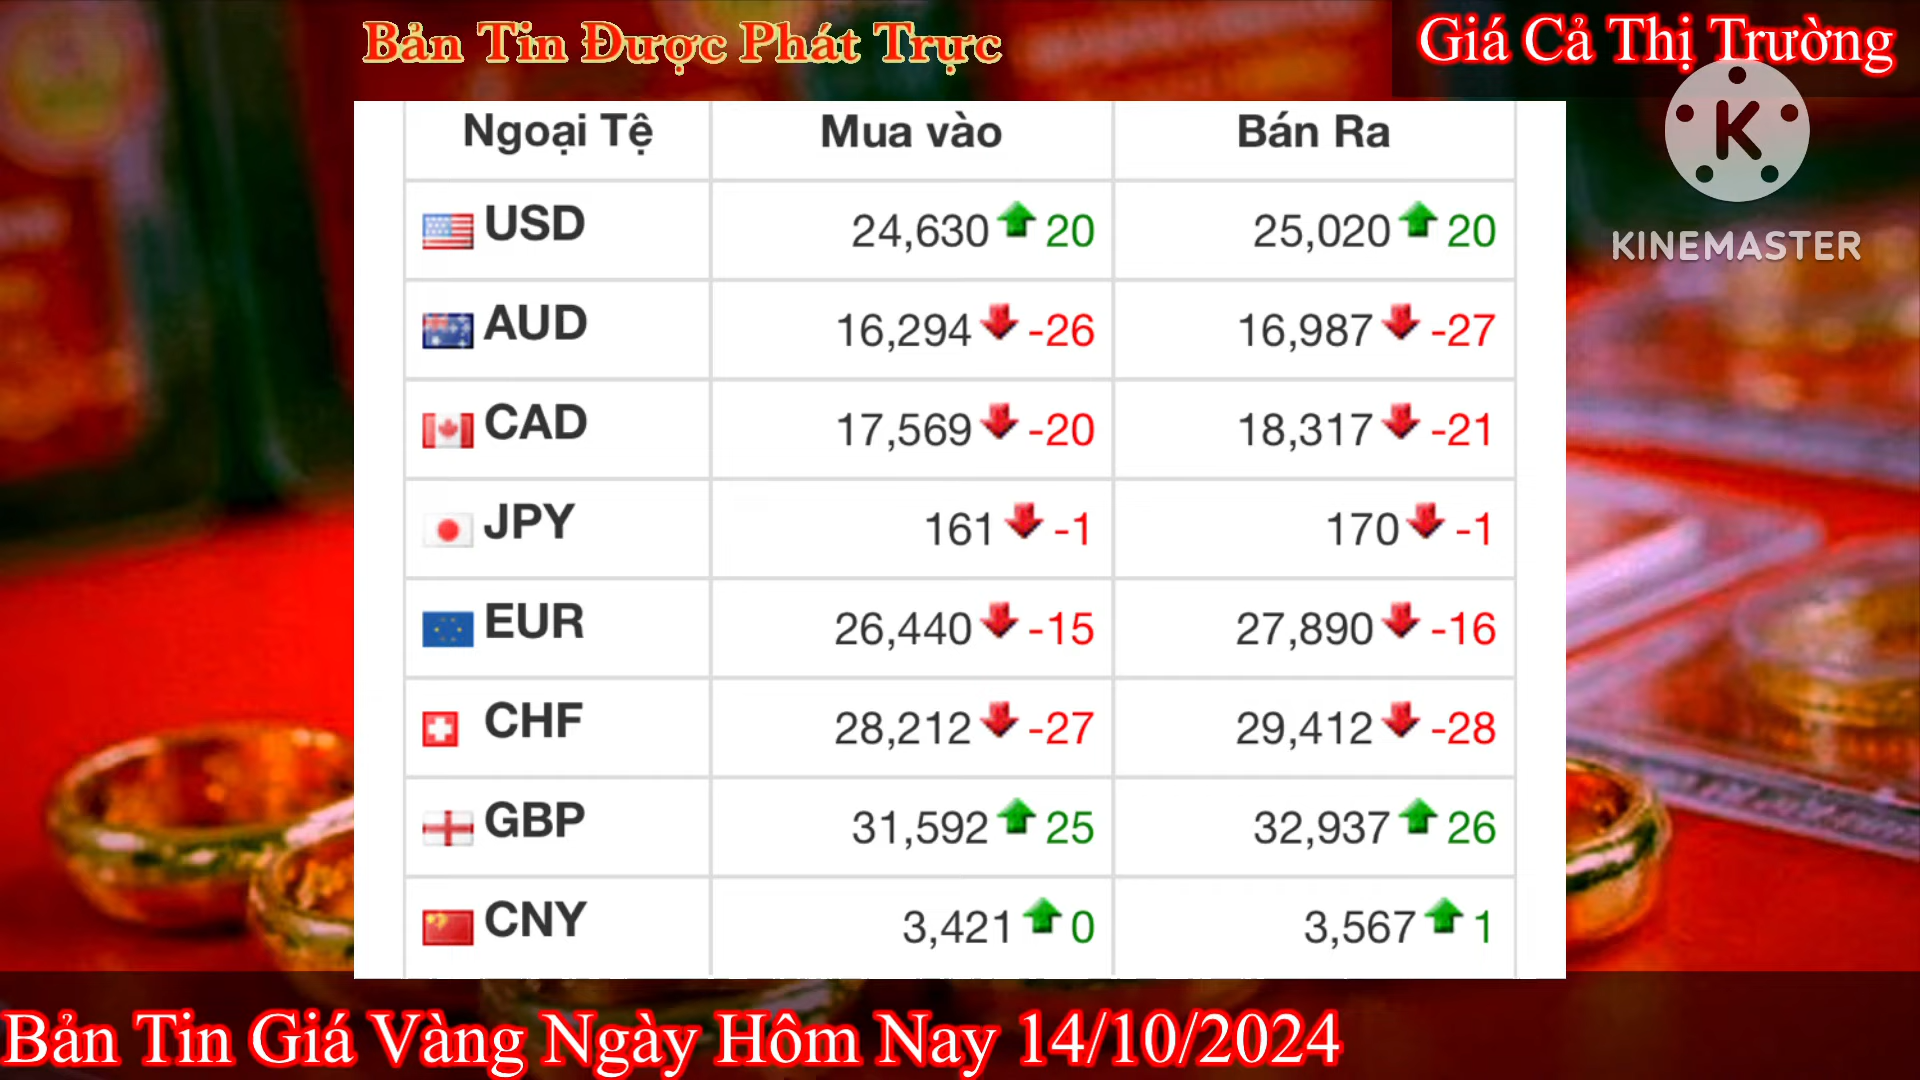 Bản Tin Được Phát Trực
Giá Cả Thị Trường
K
KINEMASTER
Ngoại Tệ Mua vào Bán Ra
USD 24,630 20 25,020 20
AUD 16,294 -26 16,987 -27
CAD 17,569 -20 18,317 -21
JPY 161 -1 170 -1
EUR 26,440 -15 27,890 -16
CHF 28,212 -27 29,412 -28
GBP 31,592 25 32,937 26
CNY 3,421 0 3,567 1
Bản Tin Giá Vàng Ngày Hôm Nay 14/10/2024